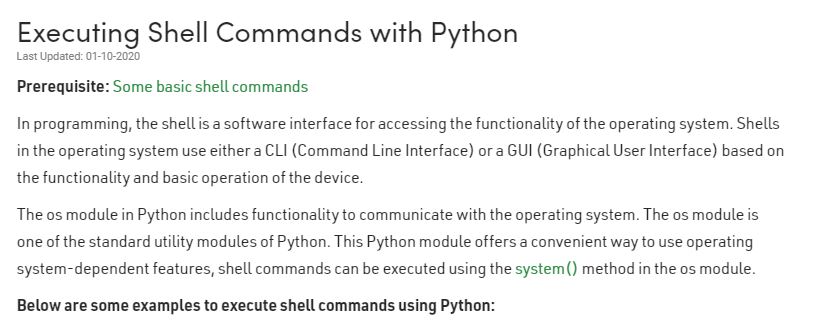 Executing Shell Commands with Python
Last Updated: 01-10-2020
Prerequisite: Some basic shell commands
In programming, the shell is a software interface for accessing the functionality of the operating system. Shells
in the operating system use either a CLI (Command Line Interface) or a GUI (Graphical User Interface) based on
the functionality and basic operation of the device.
The os module in Python includes functionality to communicate with the operating system. The os module is
one of the standard utility modules of Python. This Python module offers a convenient way to use operating
system-dependent features, shell commands can be executed using the system() method in the os module.
Below are some examples to execute shell commands using Python: